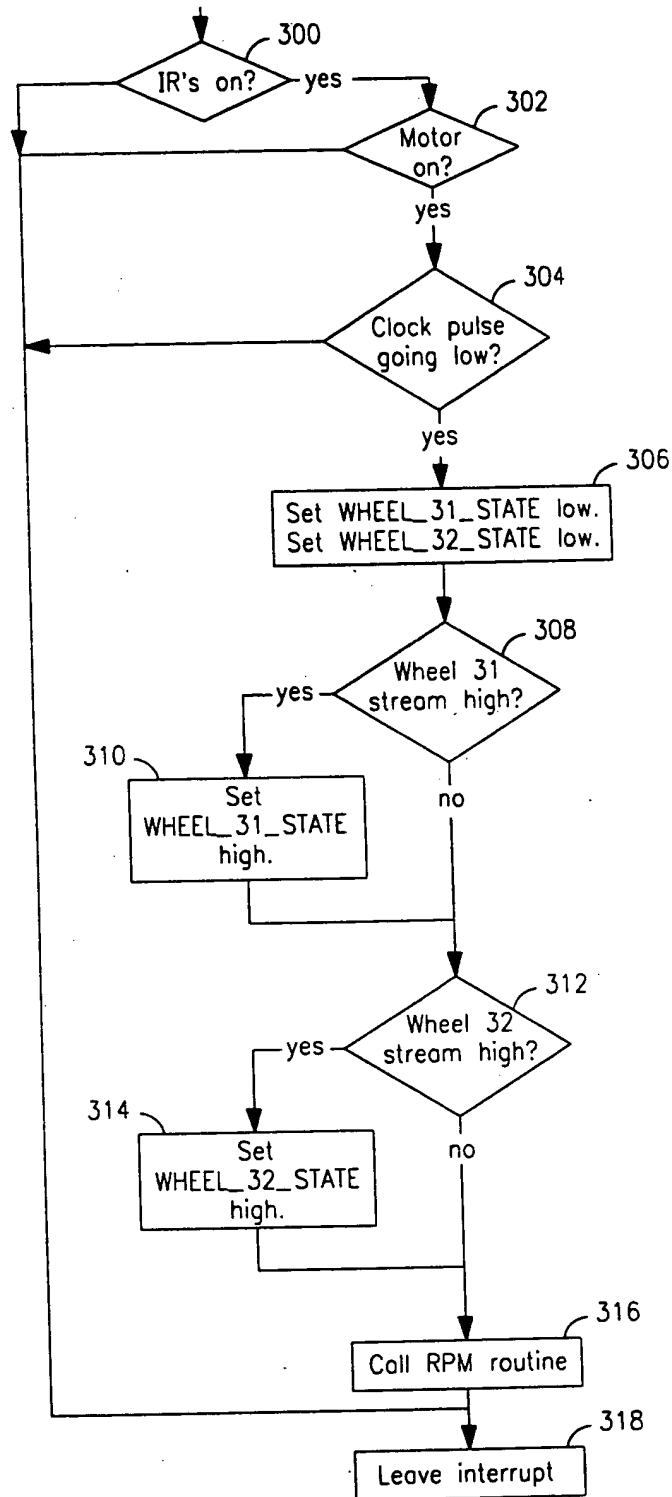 300
IR's on?
yes
302
Motor
on?
yes
304
Clock pulse
going low?
yes
306
Set WHEEL_31_STATE low.
Set WHEEL_32_STATE low.
308
Wheel 31
stream high?
yes
310
no
Set
WHEEL_31_STATE
high.
312
Wheel 32
stream high?
yes
314
no
Set
WHEEL_32_STATE
high.
316
Call RPM routine
318
Leave interrupt